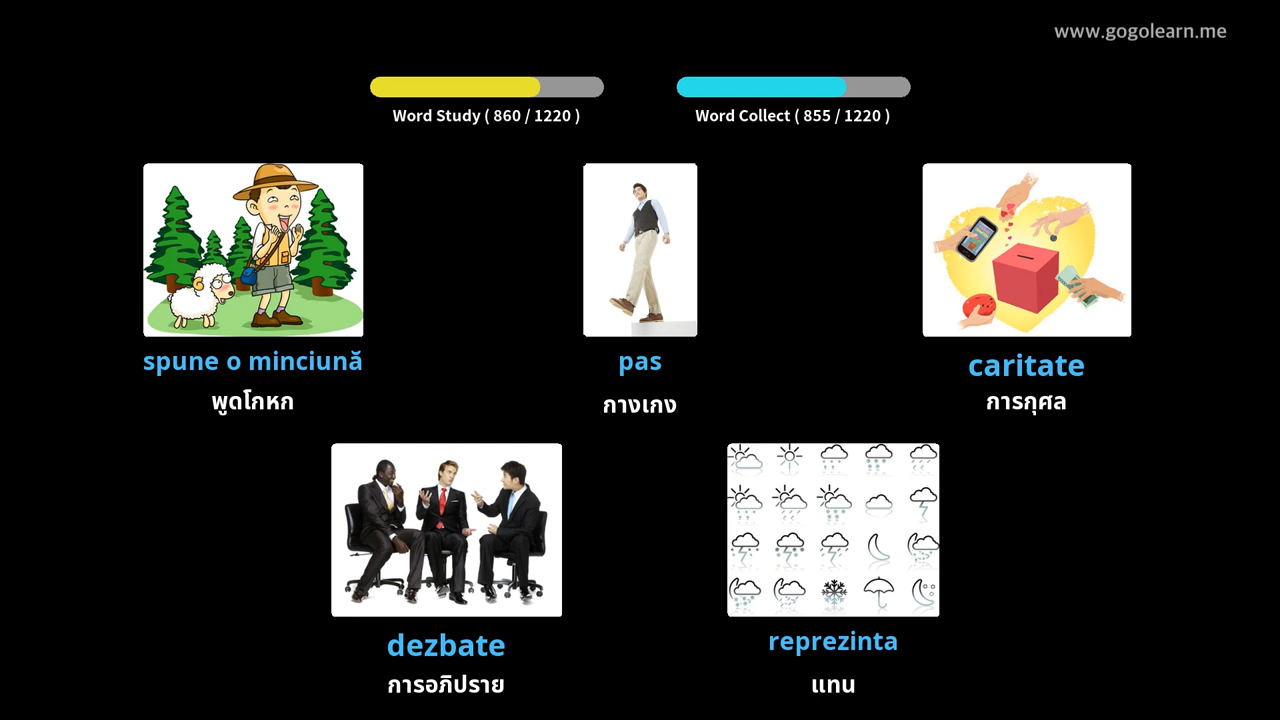 www.gogolearn.me
Word Study ( 860 / 1220 )
Word Collect ( 855 / 1220 )
spune o minciună
pas
caritate
พูดโกหก
กางเกง
การกุศล
dezbate
reprezinta
การอภิปราย
แทน